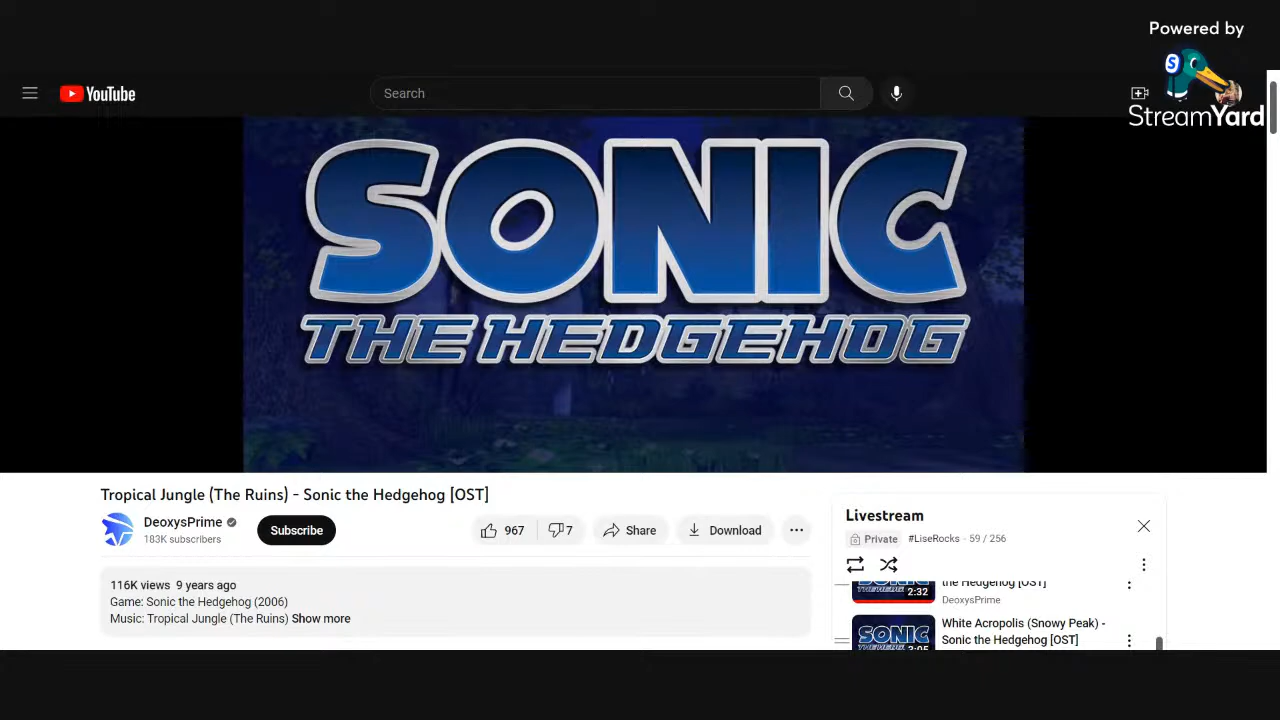 Powered by
StreamYard
YouTube
Search
SONIC
THE HEDGEHOG
Tropical Jungle (The Ruins) - Sonic the Hedgehog [OST]
DeoxysPrime
183K subscribers
Subscribe
967
7
Share
Download
116K views 9 years ago
Game: Sonic the Hedgehog (2006)
Music: Tropical Jungle (The Ruins) Show more
Livestream
Private #LiseRocks - 59 / 256
the Hedgehog [OST]
2:32
DeoxysPrime
SONIC
White Acropolis (Snowy Peak) -
Sonic the Hedgehog [OST]
3:05